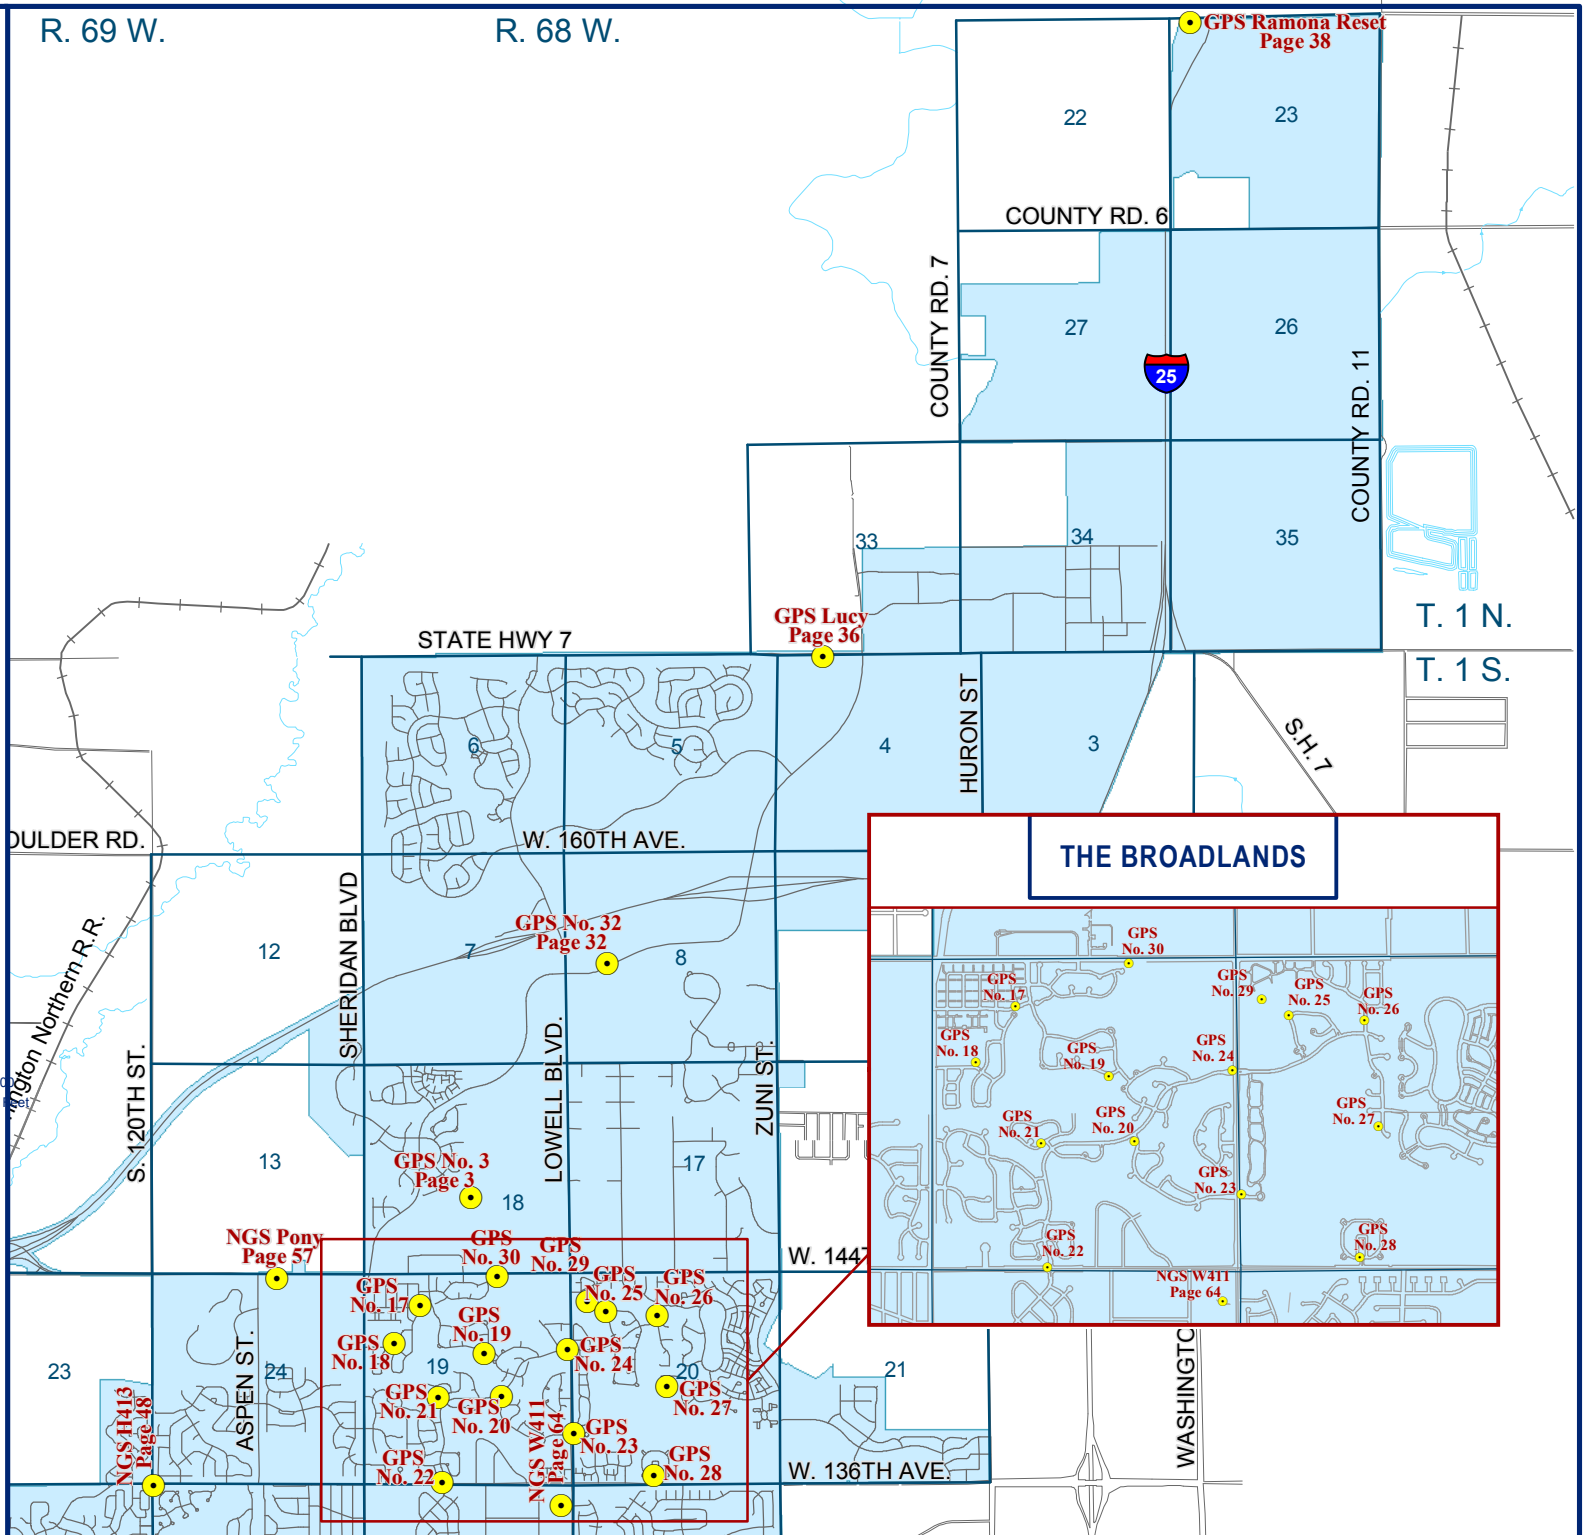 R. 69 W.
R. 68 W.
GPS Ramona Reset
Page 38
22
23
COUNTY RD. 6
COUNTY RD. 7
27
26
25
COUNTY RD. 11
33
34
35
T. 1 N.
GPS Lucy
Page 36
STATE HWY 7
T. 1 S.
6
5
4
HURON ST
3
S.H. 7
OULDER RD.
W. 160TH AVE.
THE BROADLANDS
SHERIDAN BLVD
GPS No. 32
Page 32
12
7
8
ington Northern R.R.
S. 120TH ST.
LOWELL BLVD.
ZUNI ST.
13
GPS No. 3
Page 3
18
17
NGS Pony
Page 57
W. 144T
GPS
No. 30
GPS
No. 29
GPS
No. 25
GPS
No. 26
GPS
No. 17
GPS
No. 18
GPS
No. 19
GPS
No. 24
23
ASPEN ST.
24
19
20
21
GPS
No. 21
GPS
No. 20
GPS
No. 27
NGS H413
Page 48
NGS W411
Page 64
GPS
No. 23
GPS
No. 22
GPS
No. 28
W. 136TH AVE.
WASHINGTO
GPS
No. 30
GPS
No. 17
GPS
No. 29
GPS
No. 25
GPS
No. 26
GPS
No. 18
GPS
No. 19
GPS
No. 24
GPS
No. 21
GPS
No. 20
GPS
No. 27
GPS
No. 23
GPS
No. 22
GPS
No. 28
NGS W411
Page 64